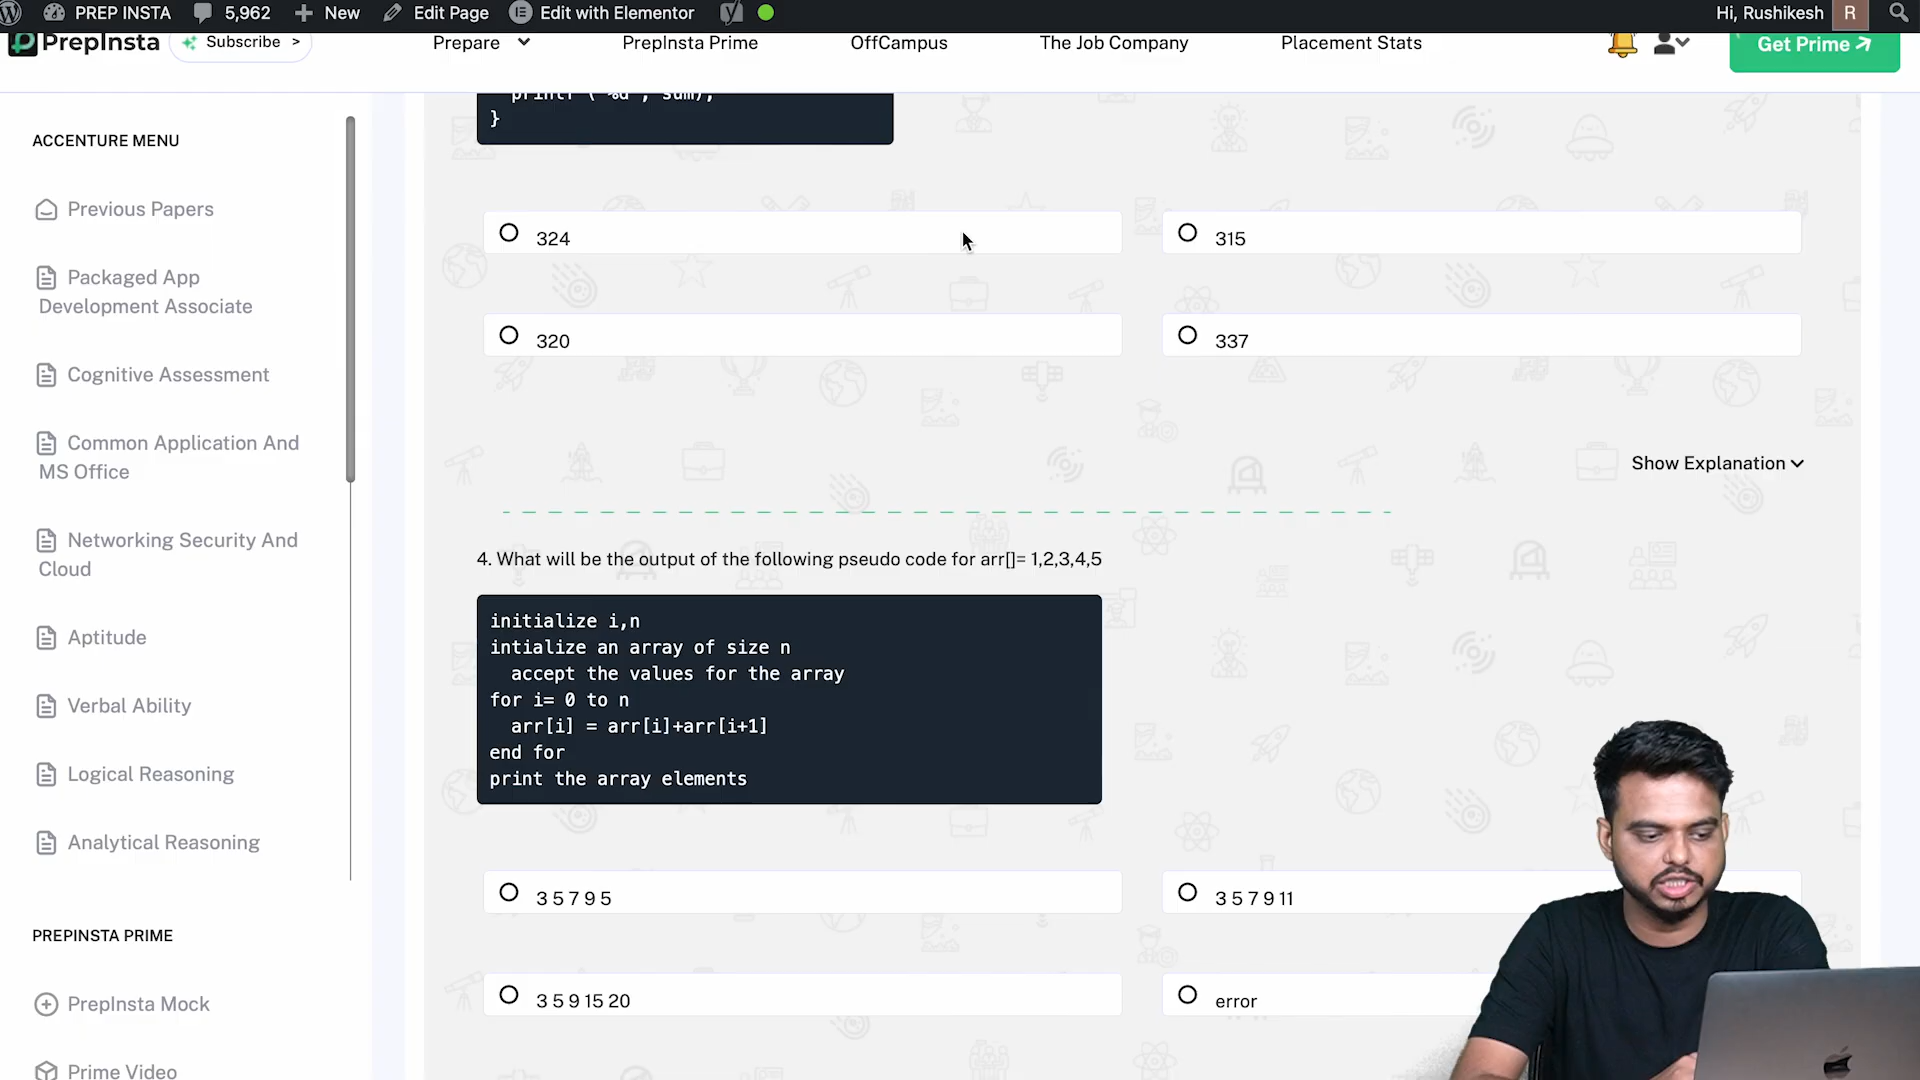 PREP INSTA 5,962 New Edit Page Edit with Elementor Hi, Rushikesh R
PrepInsta Subscribe > Prepare PrepInsta Prime OffCampus The Job Company Placement Stats Get Prime
ACCENTURE MENU
Previous Papers
Packaged App
Development Associate
Cognitive Assessment
Common Application And
MS Office
Networking Security And
Cloud
Aptitude
Verbal Ability
Logical Reasoning
Analytical Reasoning
PREPINSTA PRIME
PrepInsta Mock
Prime Video
printf ("%d", sum);
}
324
315
320
337
Show Explanation
4. What will be the output of the following pseudo code for arr[]= 1,2,3,4,5
initialize i,n
intialize an array of size n
accept the values for the array
for i= 0 to n
arr[i] = arr[i]+arr[i+1]
end for
print the array elements
3 5 7 9 5
3 5 7 9 11
3 5 9 15 20
error